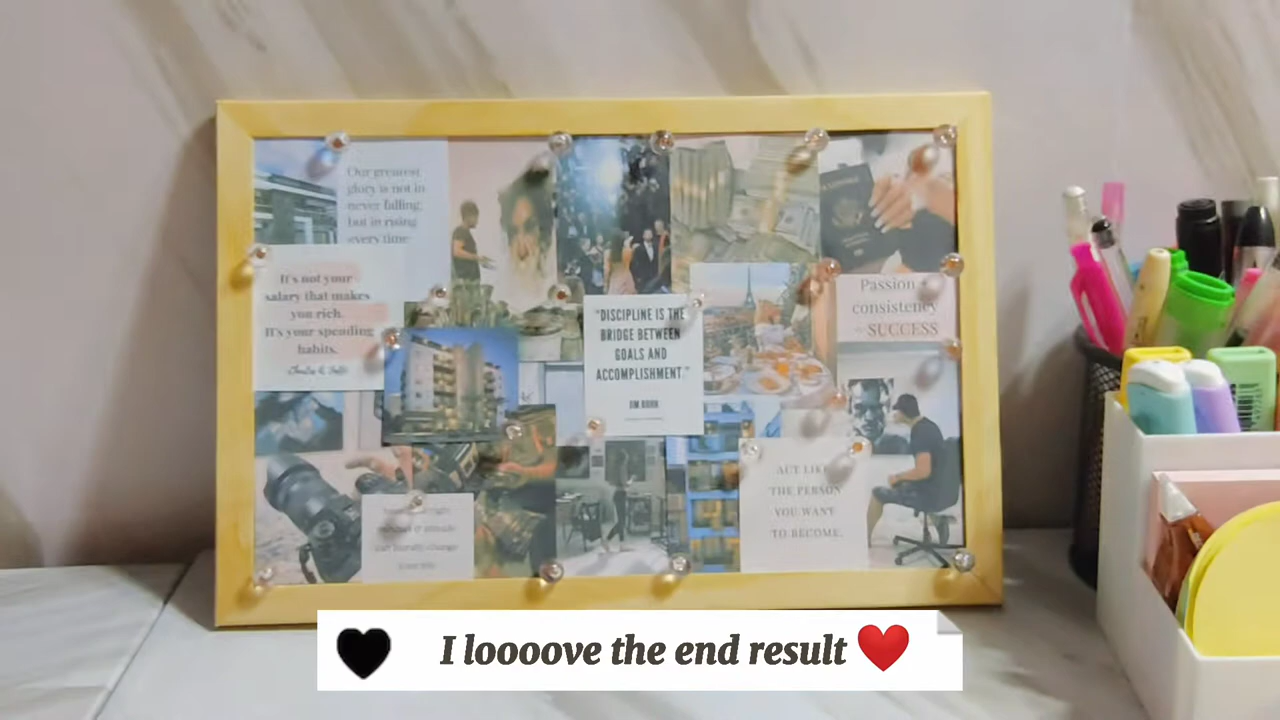 Our greatest
glory is not in
never falling,
but in rising
every time
It's not your
salary that makes
you rich.
It's your spending
habits.
"DISCIPLINE IS THE
BRIDGE BETWEEN
GOALS AND
ACCOMPLISHMENT."
JIM ROHN
Passion +
consistency
= SUCCESS
ACT LIKE
THE PERSON
YOU WANT
TO BECOME.
I loooove the end result